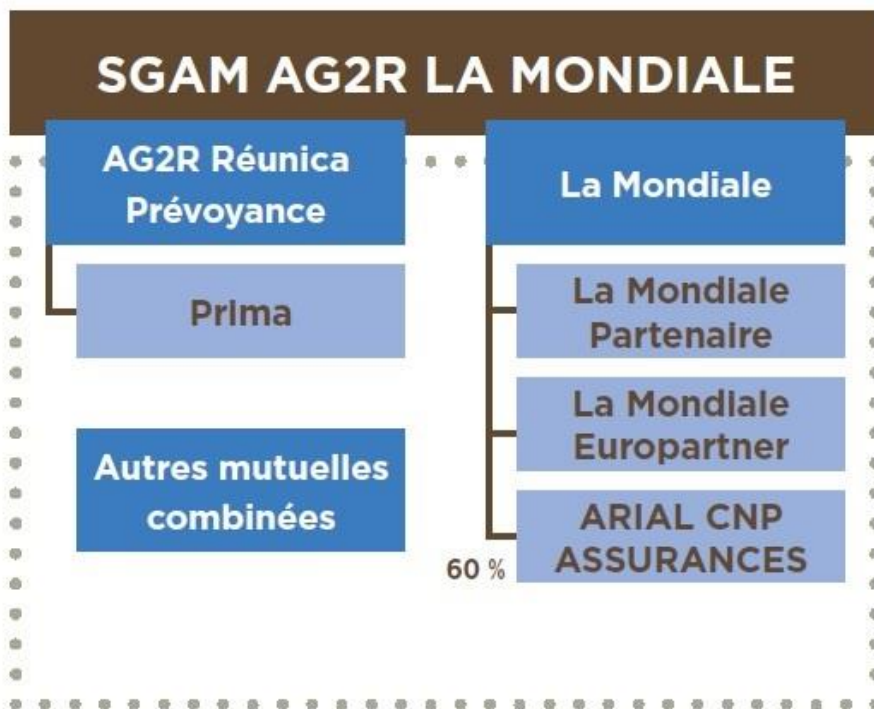 SGAM AG2R LA MONDIALE
AG2R Réunica
Prévoyance
Prima
Autres mutuelles
combinées
La Mondiale
La Mondiale
Partenaire
La Mondiale
Europartner
ARIAL CNP
ASSURANCES
60 %